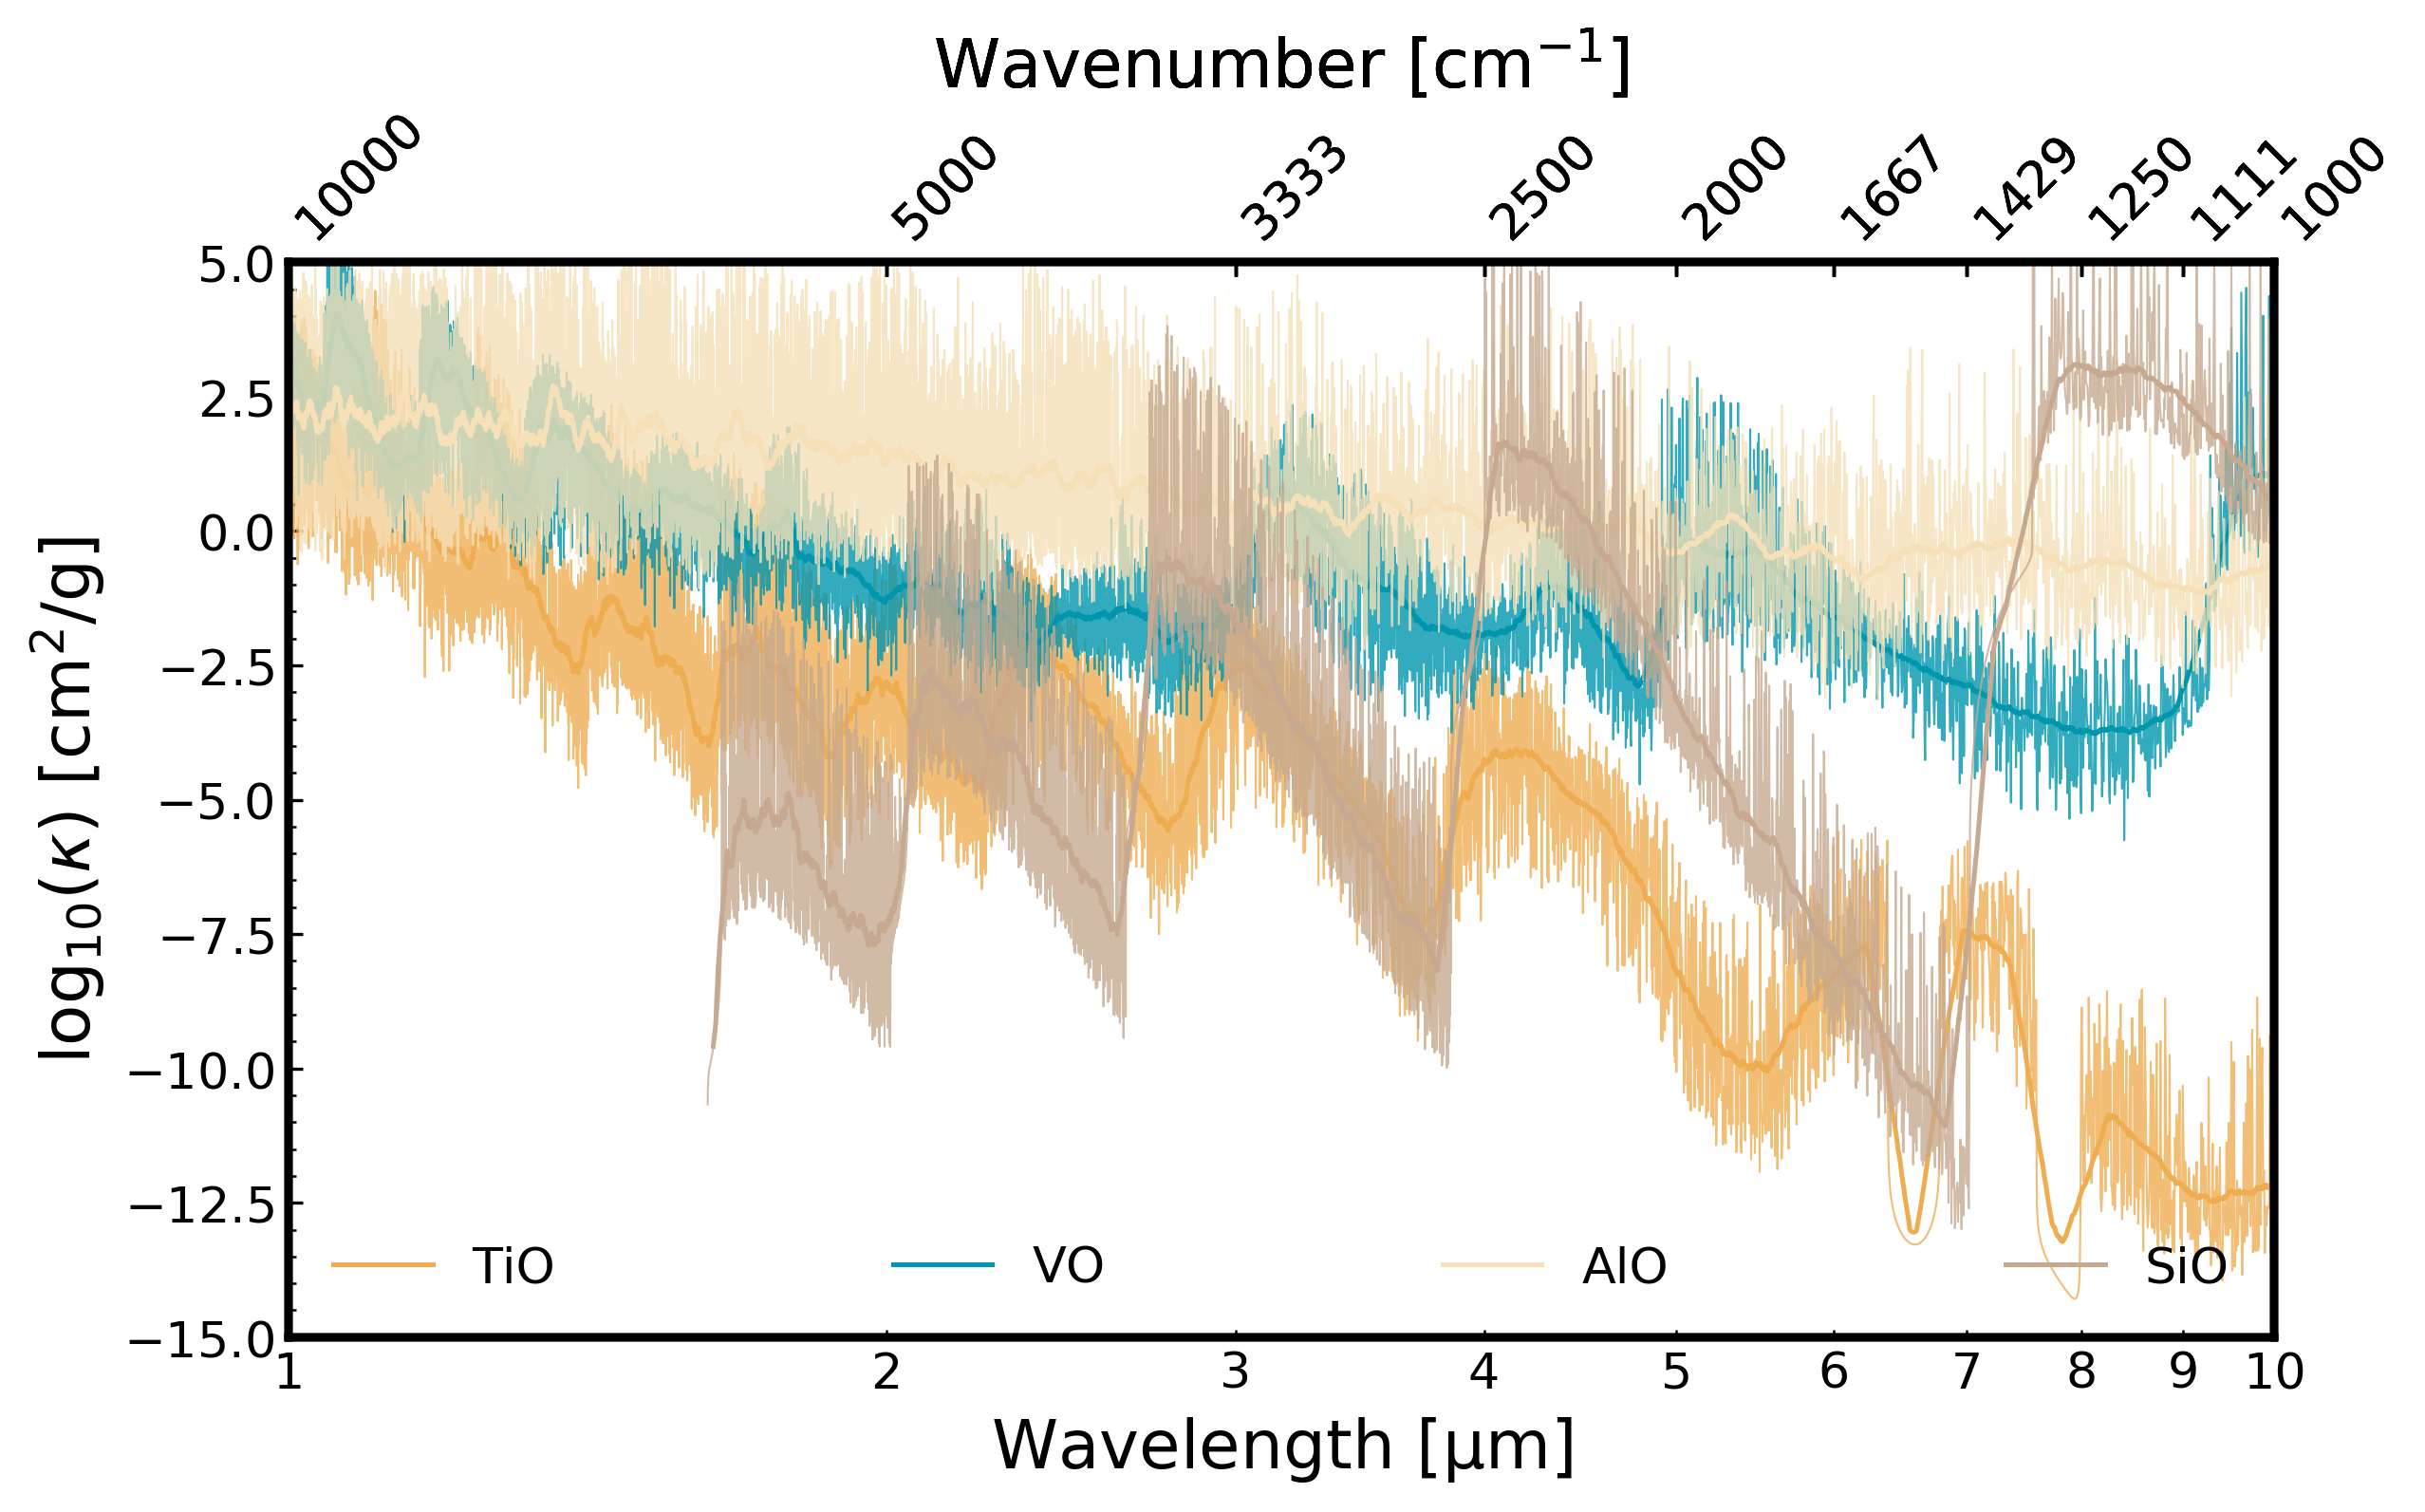 Wavenumber [cm⁻¹]
10000 5000 3333 2500 2000 1667 1429 1250 1111 1000
log₁₀(κ) [cm²/g]
5.0
2.5
0.0
−2.5
−5.0
−7.5
−10.0
−12.5
−15.0
TiO VO AlO SiO
1 2 3 4 5 6 7 8 9 10
Wavelength [µm]